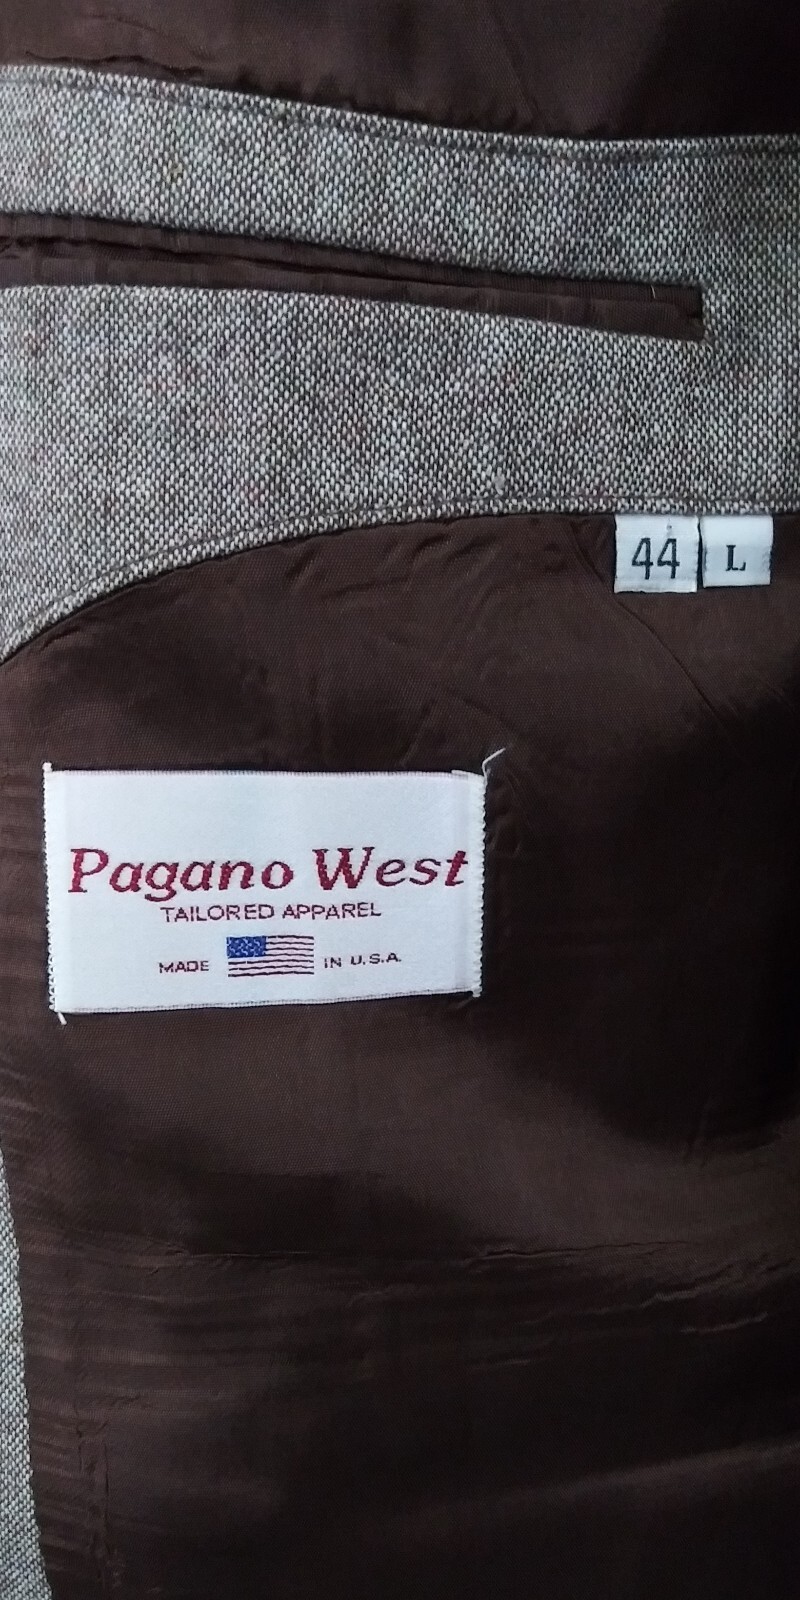 44 L
Pagano West
TAILORED APPAREL
MADE IN U.S.A.